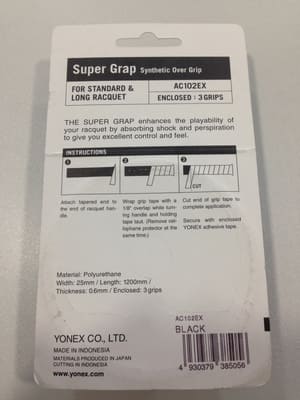 Super Grap Synthetic Over Grip
FOR STANDARD &
LONG RACQUET
AC102EX
ENCLOSED : 3 GRIPS
THE SUPER GRAP enhances the playability of
your racquet by absorbing shock and perspiration
to give you excellent control and feel.
INSTRUCTIONS
1
2
3
CUT
Attach tapered end to
the end of racquet han-
dle.
Wrap grip tape with a
1/8" overlap while turn-
ing handle and holding
tape taut. (Remove cel-
lophane protector at the
same time.)
Cut end of grip tape to
complete application.
Secure with enclosed
YONEX adhesive tape.
Material: Polyurethane
Width: 25mm / Length: 1200mm /
Thickness: 0.6mm / Enclosed: 3 grips
YONEX CO., LTD.
MADE IN INDONESIA
MATERIALS PRODUCED IN JAPAN
CUTTING IN INDONESIA
www.yonex.com
AC102EX
BLACK
4 930379 385056